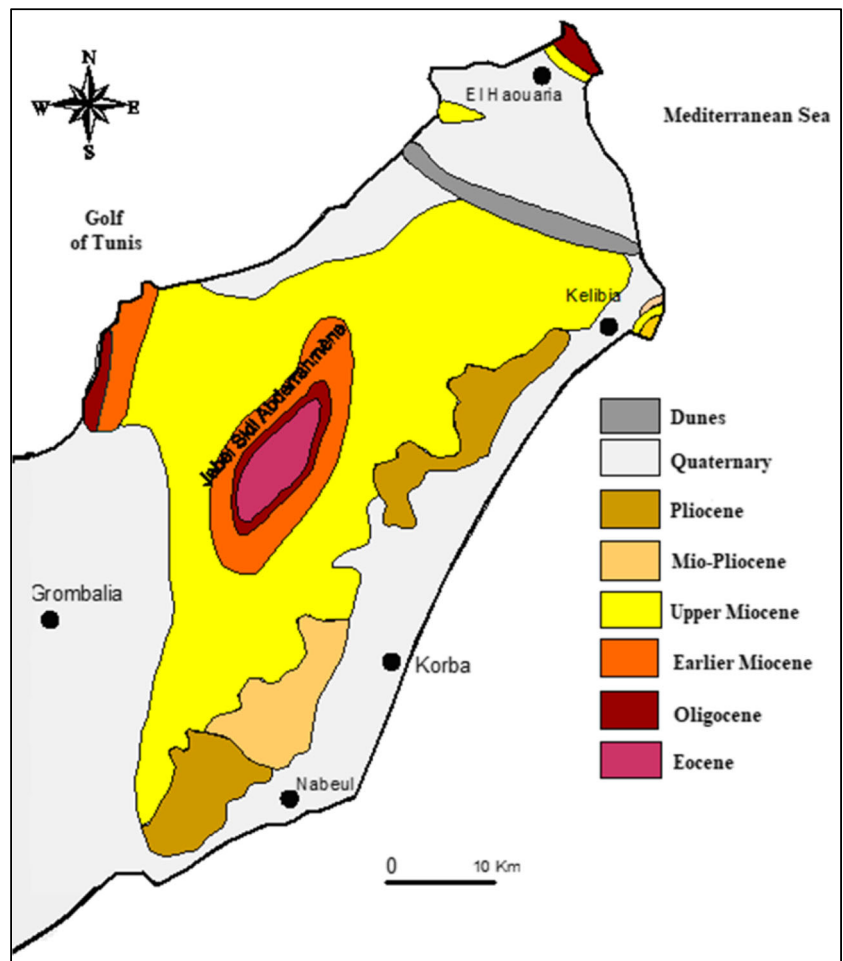 N
W E
S
El Haouaria
Mediterranean Sea
Golf
of Tunis
Kelibia
Jebel Sidi Abderrahmène
Grombalia
Korba
Nabeul
Dunes
Quaternary
Pliocene
Mio-Pliocene
Upper Miocene
Earlier Miocene
Oligocene
Eocene
0 10 Km